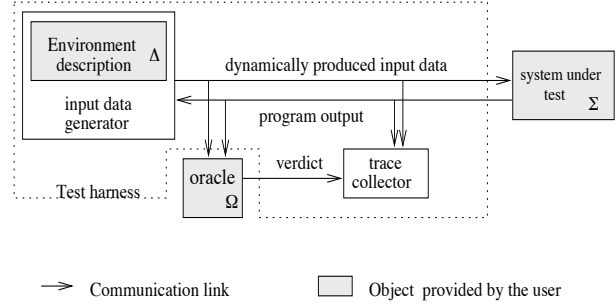 Environment
description
Δ
input data
generator
dynamically produced input data
program output
system under
test
Σ
oracle
Ω
verdict
trace
collector
Test harness
Communication link
Object provided by the user